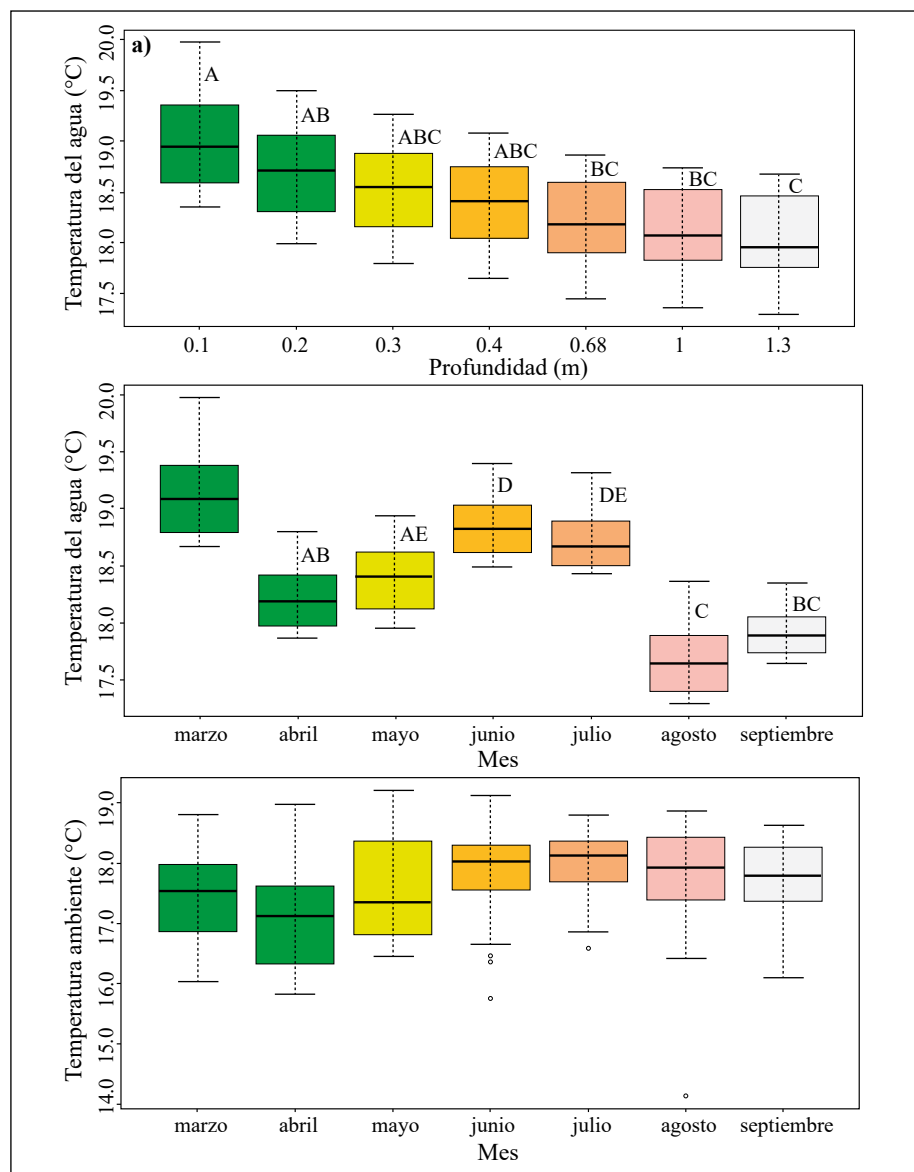 a)
Temperatura del agua (°C)
20.0
19.5
19.0
18.5
18.0
17.5
A
AB
ABC
ABC
BC
BC
C
0.1 0.2 0.3 0.4 0.68 1 1.3
Profundidad (m)
Temperatura del agua (°C)
20.0
19.5
19.0
18.5
18.0
17.5
AB
AE
D
DE
C
BC
marzo abril mayo junio julio agosto septiembre
Mes
Temperatura ambiente (°C)
19.0
18.0
17.0
16.0
15.0
14.0
marzo abril mayo junio julio agosto septiembre
Mes